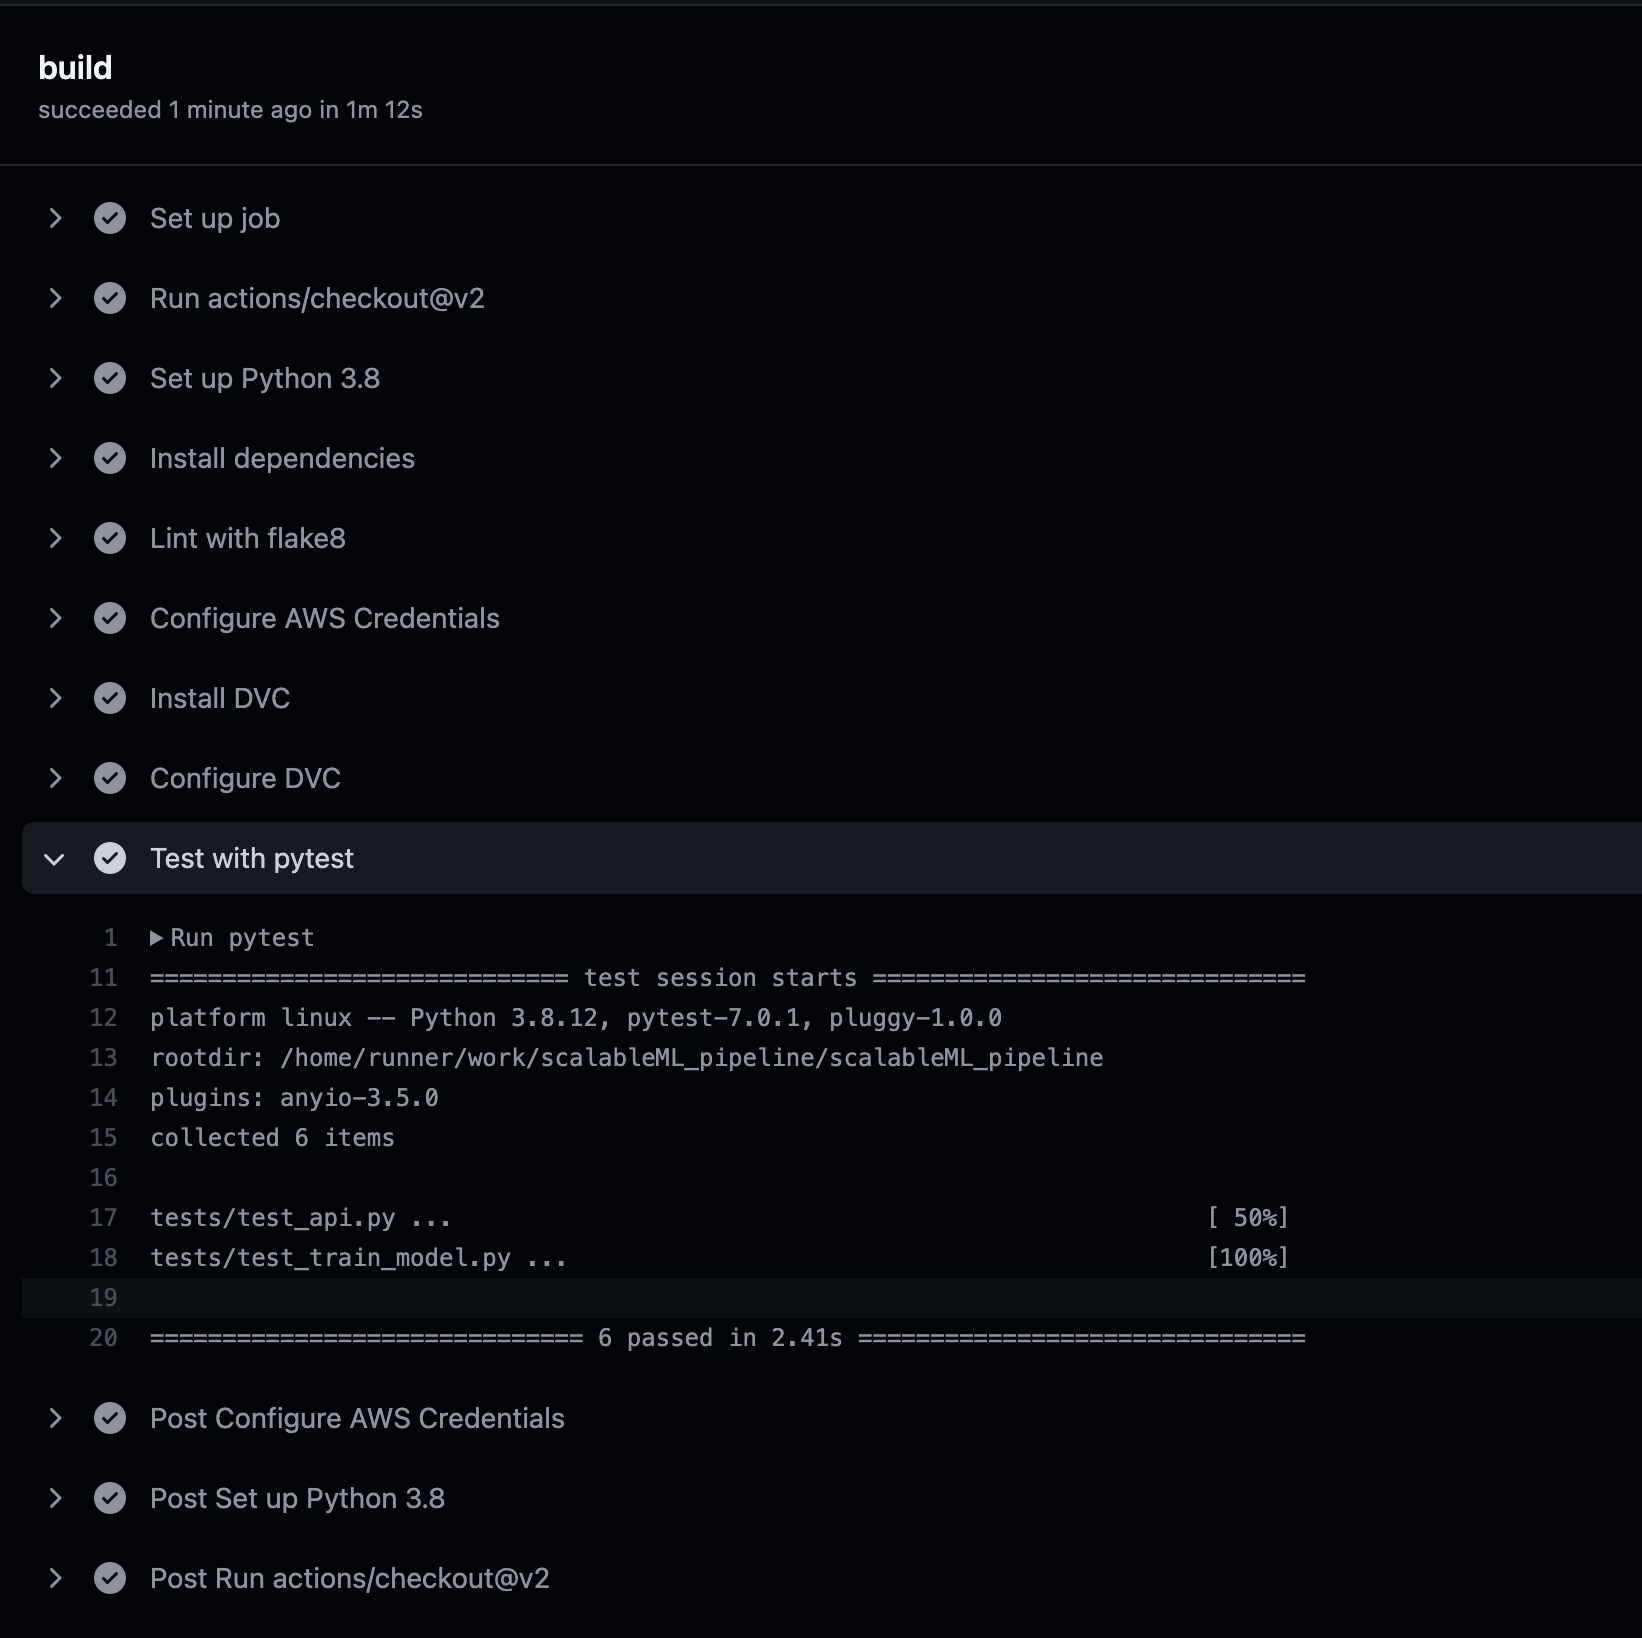 build
succeeded 1 minute ago in 1m 12s
Set up job
Run actions/checkout@v2
Set up Python 3.8
Install dependencies
Lint with flake8
Configure AWS Credentials
Install DVC
Configure DVC
Test with pytest
1 Run pytest
11 ============================= test session starts ==============================
12 platform linux -- Python 3.8.12, pytest-7.0.1, pluggy-1.0.0
13 rootdir: /home/runner/work/scalableML_pipeline/scalableML_pipeline
14 plugins: anyio-3.5.0
15 collected 6 items
16
17 tests/test_api.py ... [ 50%]
18 tests/test_train_model.py ... [100%]
19
20 ============================== 6 passed in 2.41s ===============================
Post Configure AWS Credentials
Post Set up Python 3.8
Post Run actions/checkout@v2